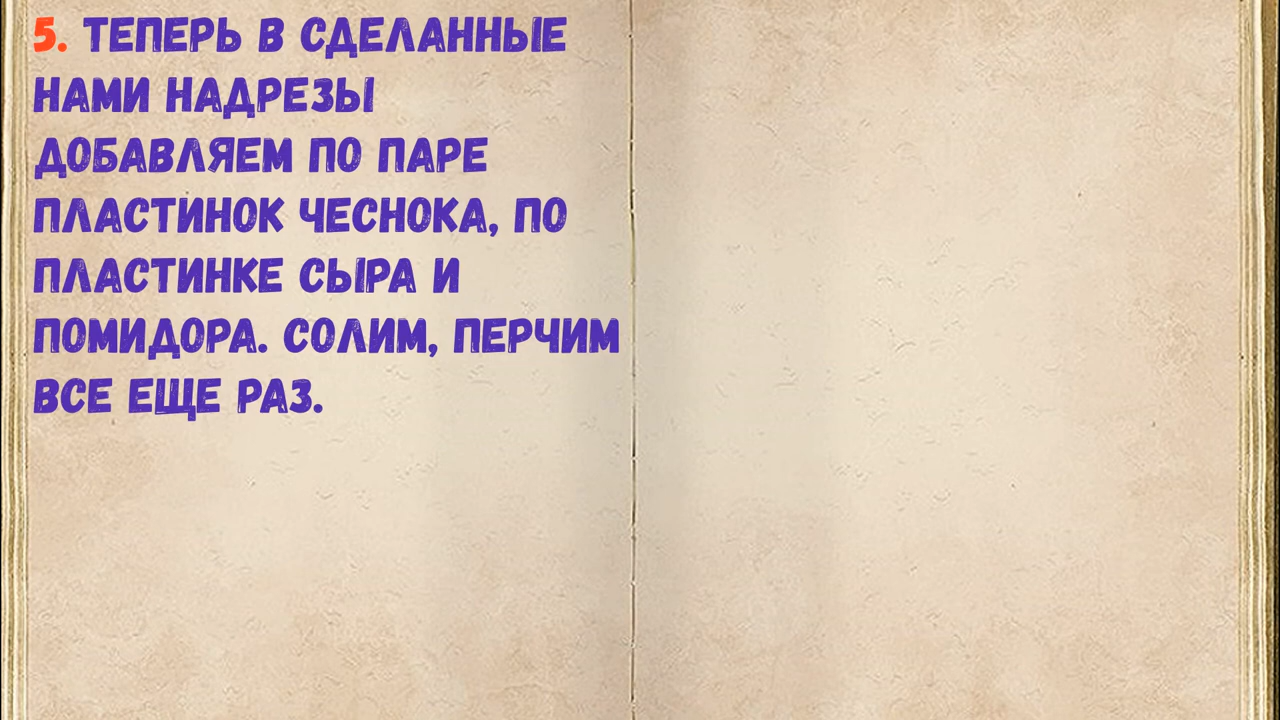 5. ТЕПЕРЬ В СДЕЛАННЫЕ
НАМИ НАДРЕЗЫ
ДОБАВЛЯЕМ ПО ПАРЕ
ПЛАСТИНОК ЧЕСНОКА, ПО
ПЛАСТИНКЕ СЫРА И
ПОМИДОРА. СОЛИМ, ПЕРЧИМ
ВСЕ ЕЩЕ РАЗ.